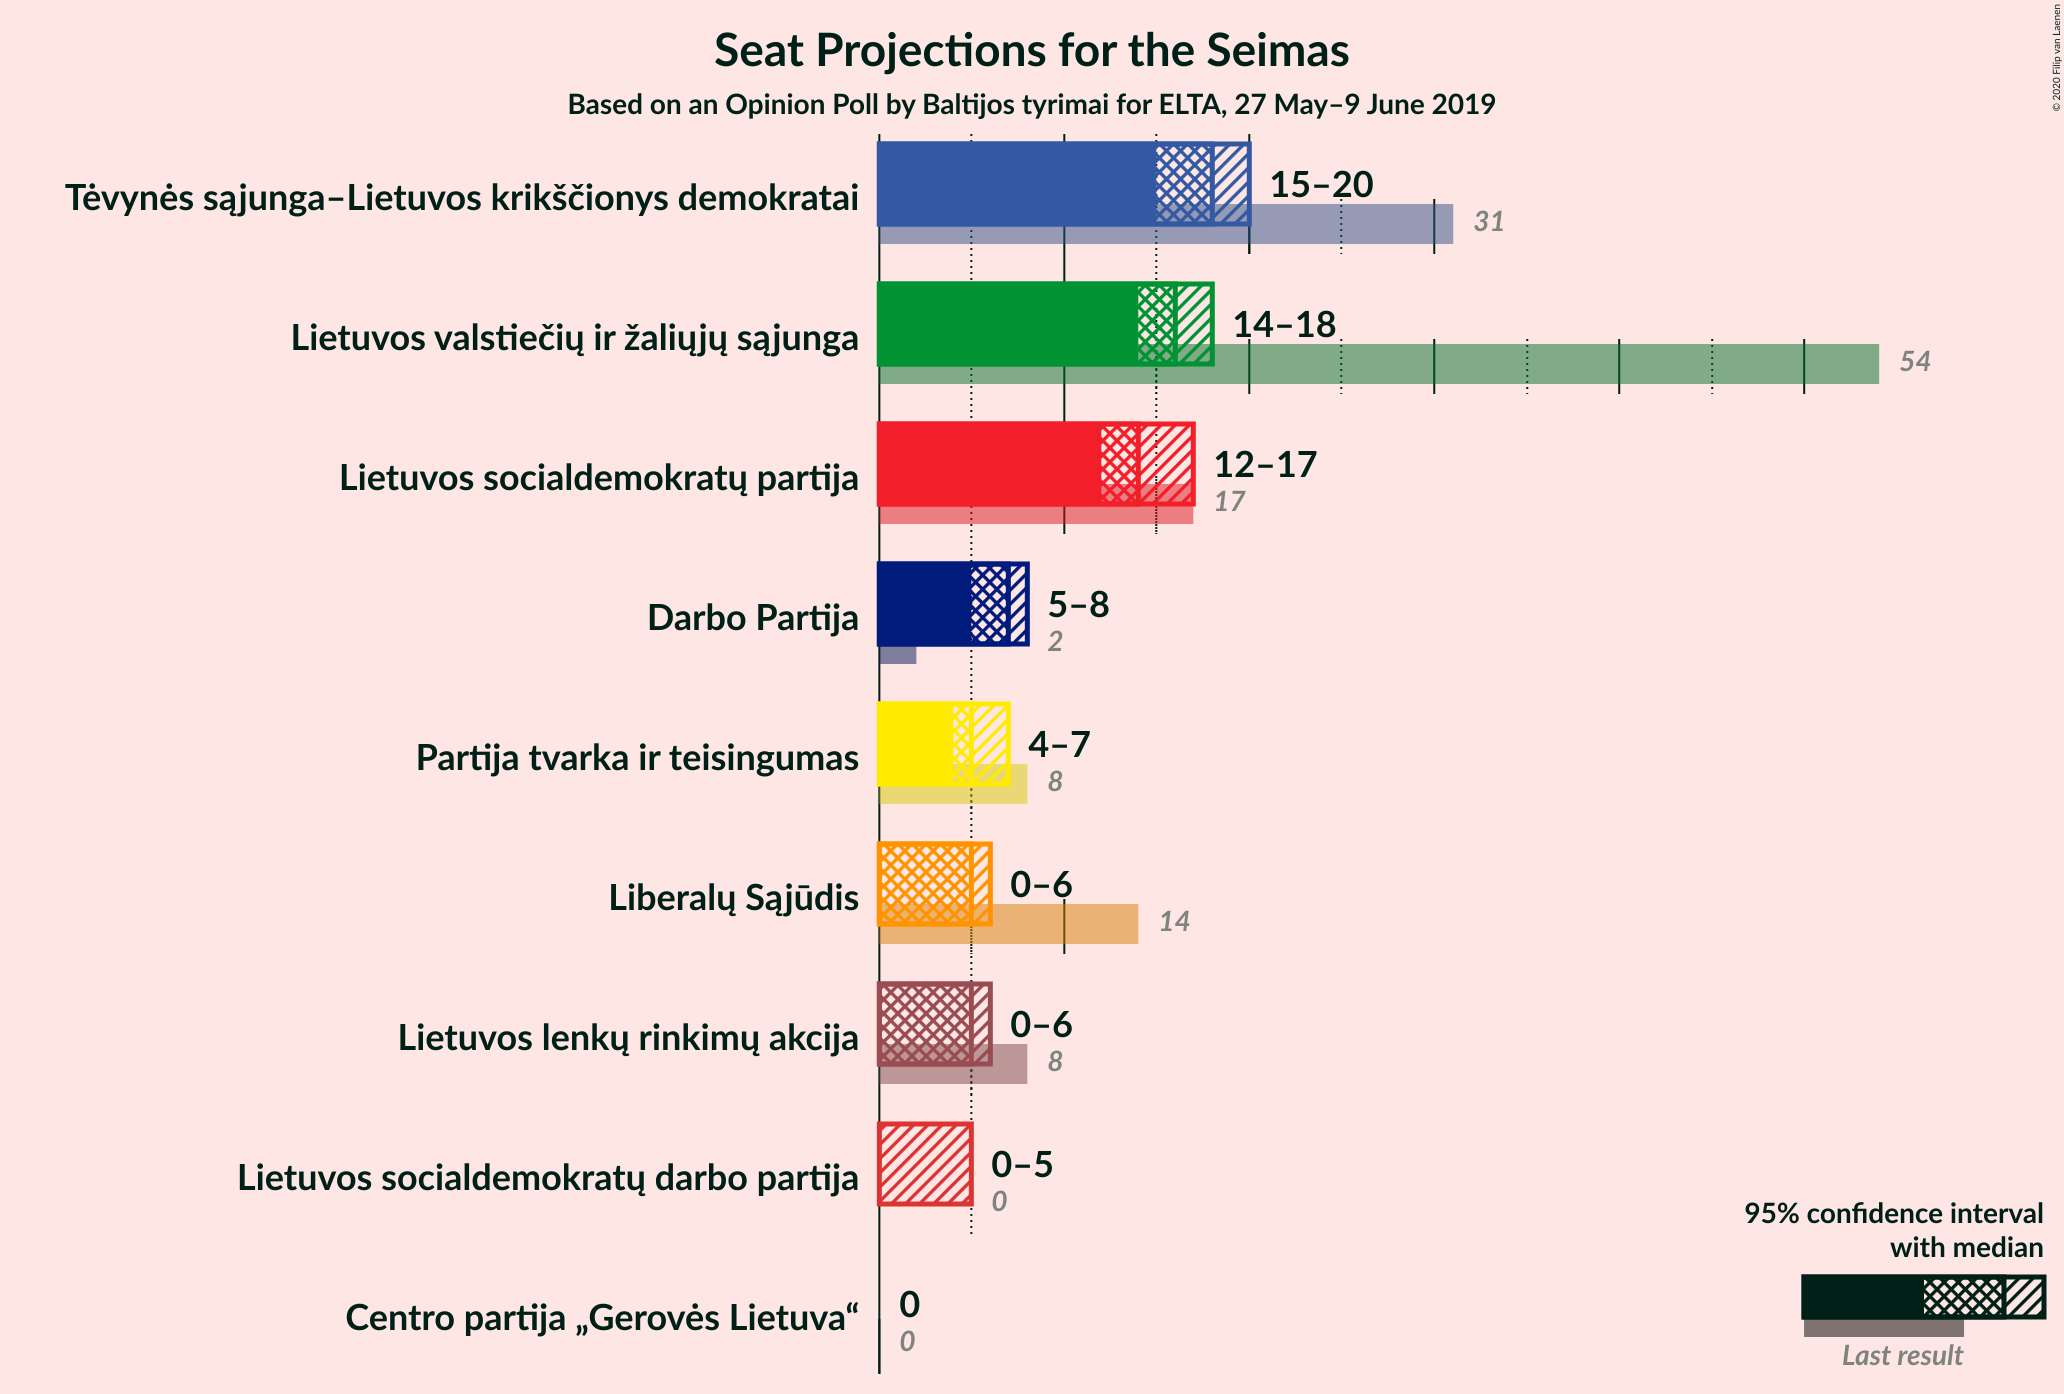 Seat Projections for the Seimas
Based on an Opinion Poll by Baltijos tyrimai for ELTA, 27 May–9 June 2019
© 2020 Filip van Laenen
Tėvynės sąjunga–Lietuvos krikščionys demokratai
15–20
31
Lietuvos valstiečių ir žaliųjų sąjunga
14–18
54
Lietuvos socialdemokratų partija
12–17
17
Darbo Partija
5–8
2
Partija tvarka ir teisingumas
4–7
8
Liberalų Sąjūdis
0–6
14
Lietuvos lenkų rinkimų akcija
0–6
8
Lietuvos socialdemokratų darbo partija
0–5
0
Centro partija „Gerovės Lietuva“
0
0
95% confidence interval
with median
Last result